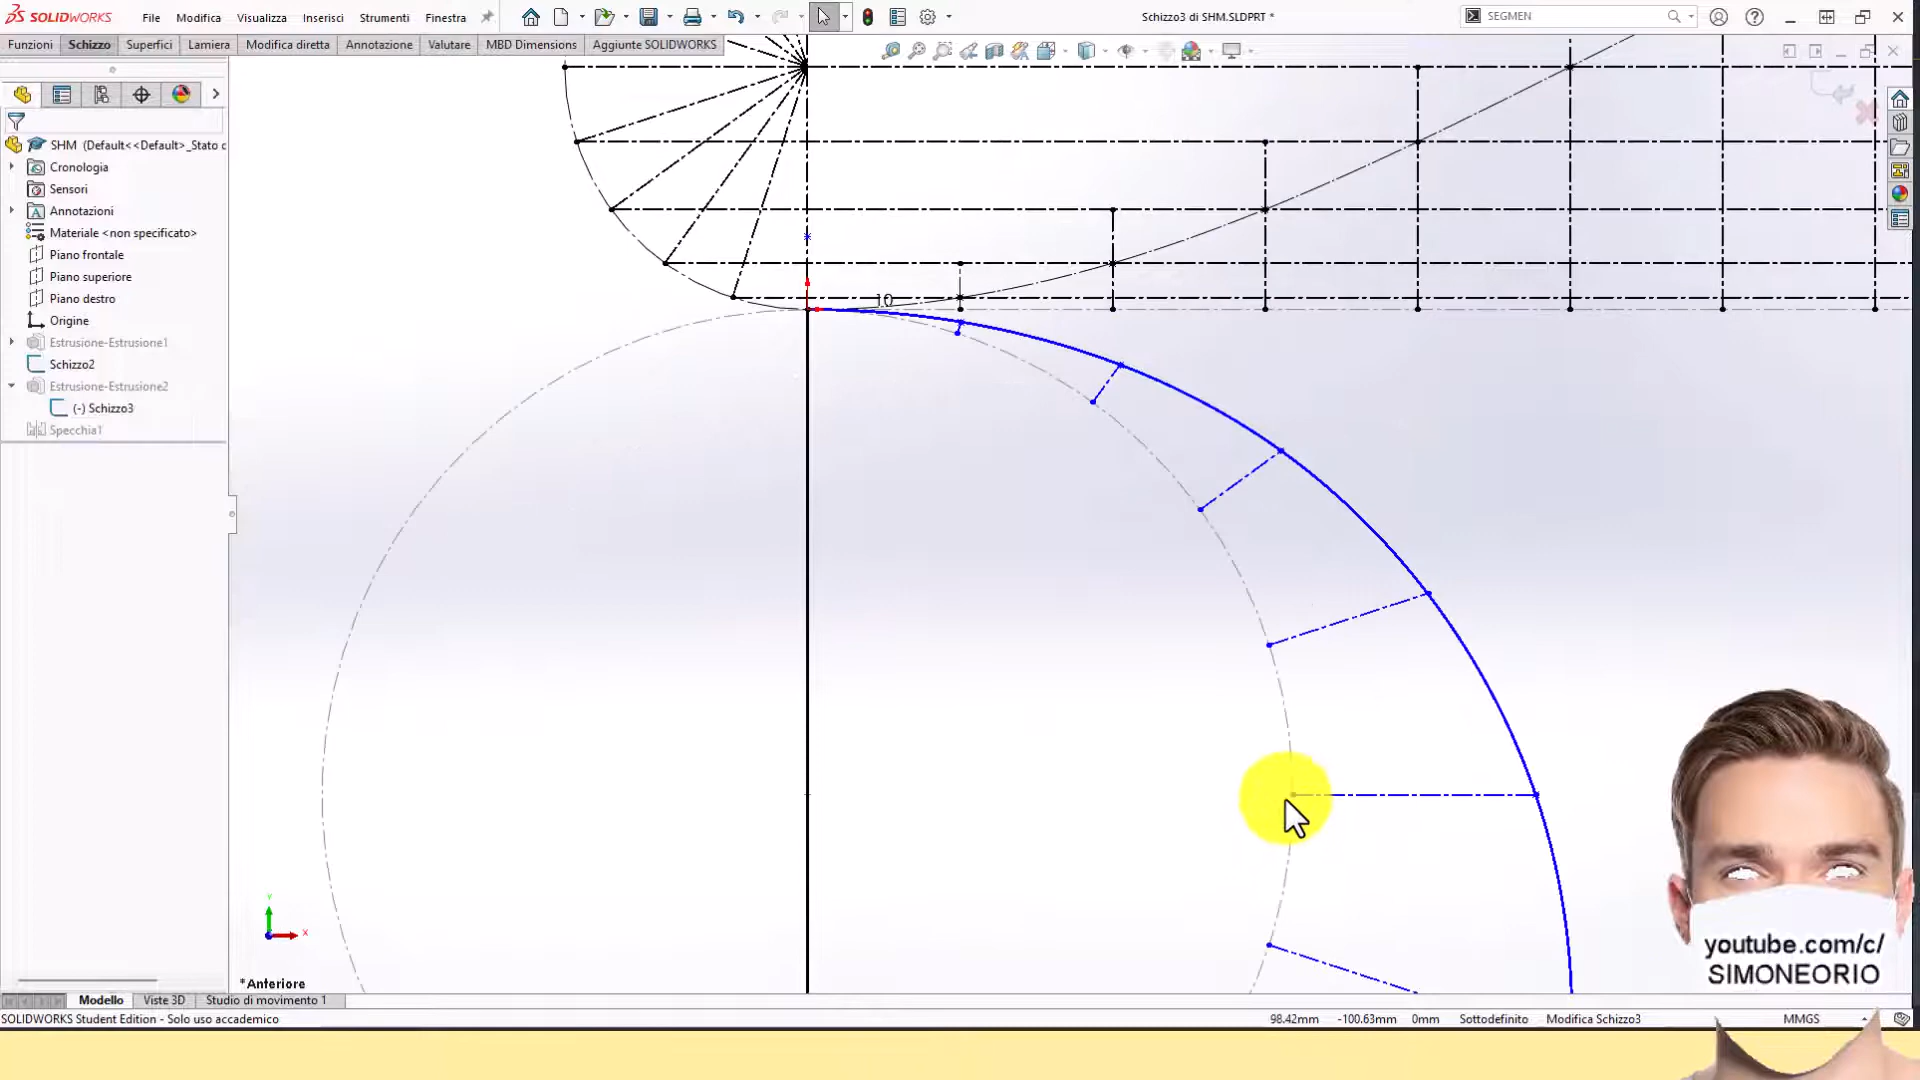 SOLIDWORKS File Modifica Visualizza Inserisci Strumenti Finestra Schizzo3 di SHM.SLDPRT * SEGMEN
Funzioni Schizzo Superfici Lamiera Modifica diretta Annotazione Valutare MBD Dimensions Aggiunte SOLIDWORKS
SHM (Default<<Default>_Stato c
Cronologia
Sensori
Annotazioni
Materiale <non specificato>
Piano frontale
Piano superiore
Piano destro
Origine
Estrusione-Estrusione1
Schizzo2
Estrusione-Estrusione2
(-) Schizzo3
Specchia1
10
Y
X
*Anteriore
youtube.com/c/
SIMONEORIO
Modello Viste 3D Studio di movimento 1
SOLIDWORKS Student Edition - Solo uso accademico 98.42mm -100.63mm 0mm Sottodefinito Modifica Schizzo3 MMGS